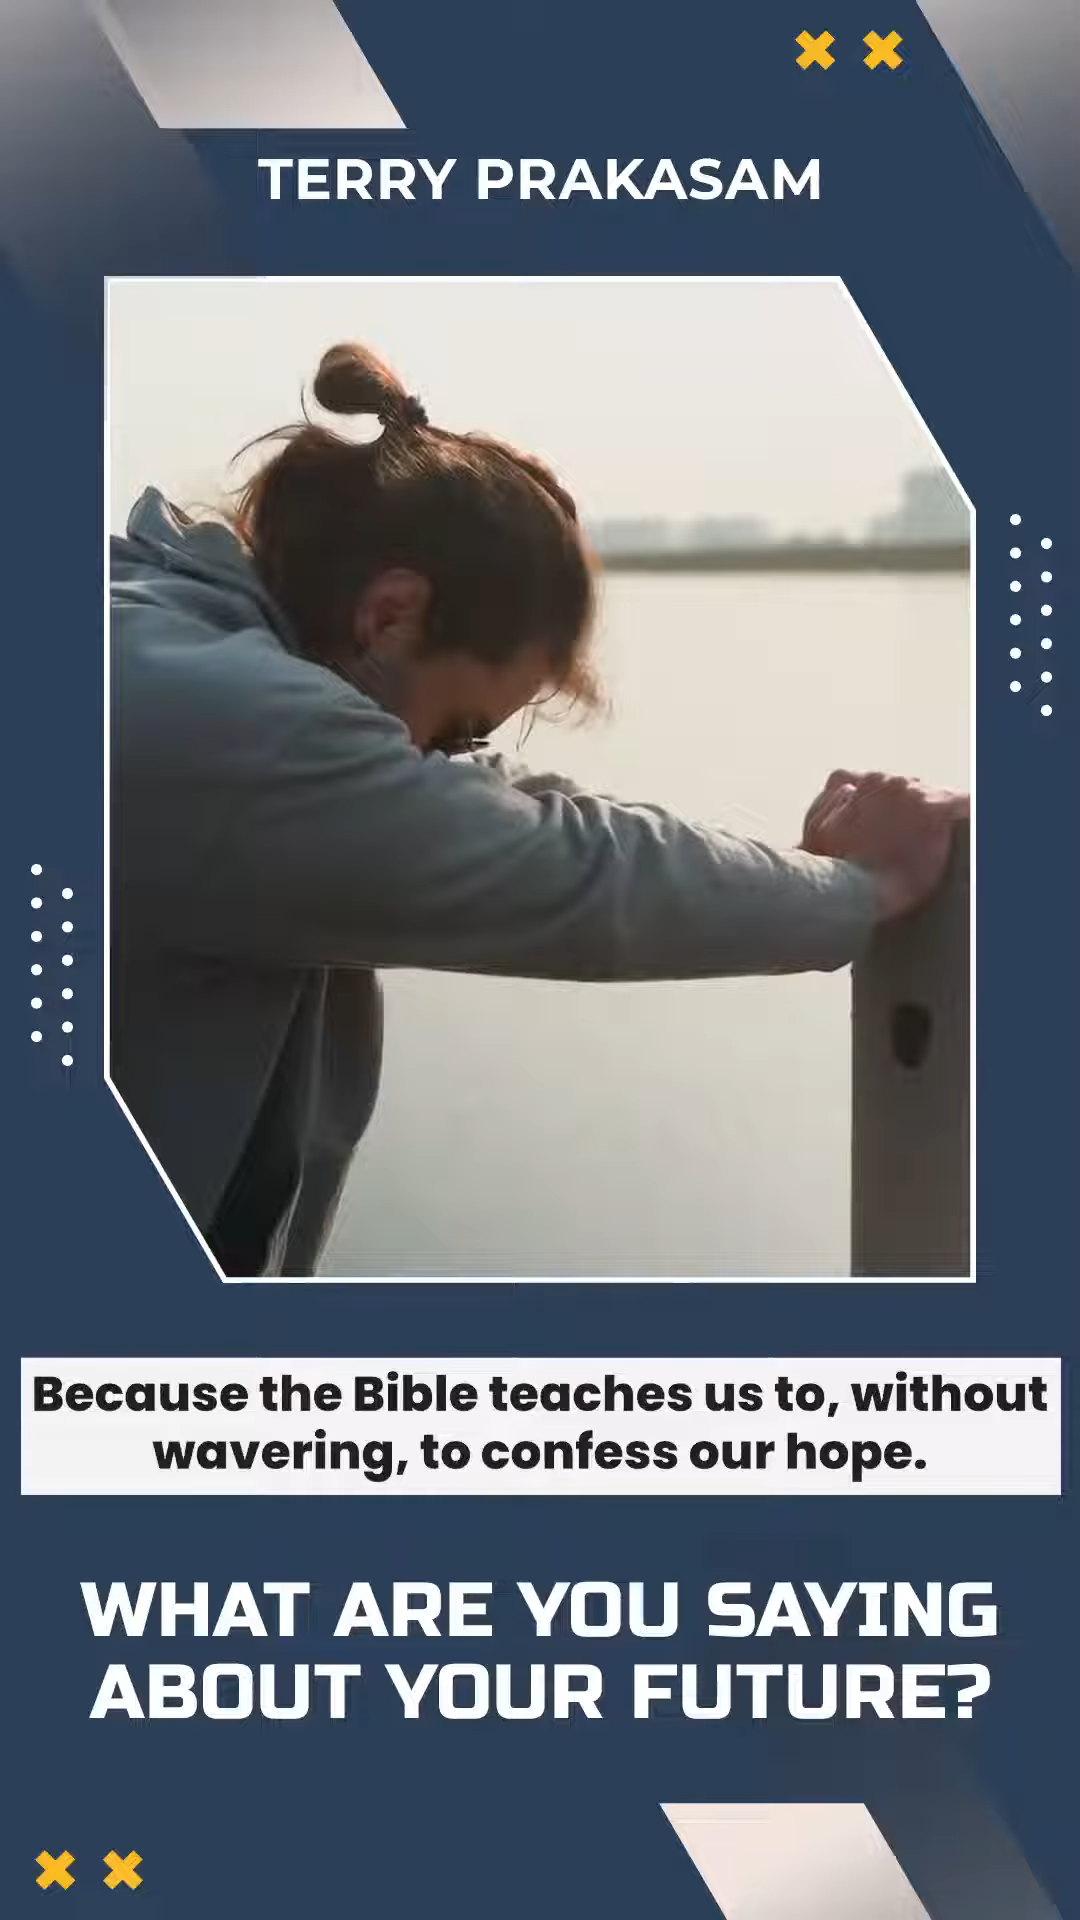 TERRY PRAKASAM
Because the Bible teaches us to, without
wavering, to confess our hope.
WHAT ARE YOU SAYING
ABOUT YOUR FUTURE?